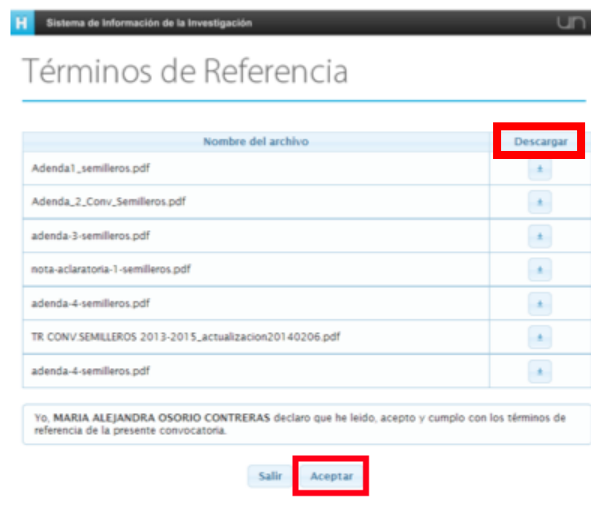 H Sistema de Información de la Investigación un
Términos de Referencia
Nombre del archivo Descargar
Adenda1_semilleros.pdf
Adenda_2_Conv_Semilleros.pdf
adenda-3-semilleros.pdf
nota-aclaratoria-1-semilleros.pdf
adenda-4-semilleros.pdf
TR CONV.SEMILLEROS 2013-2015_actualizacion20140206.pdf
adenda-4-semilleros.pdf
Yo, MARIA ALEJANDRA OSORIO CONTRERAS declaro que he leido, acepto y cumplo con los términos de
referencia de la presente convocatoria.
Salir Aceptar